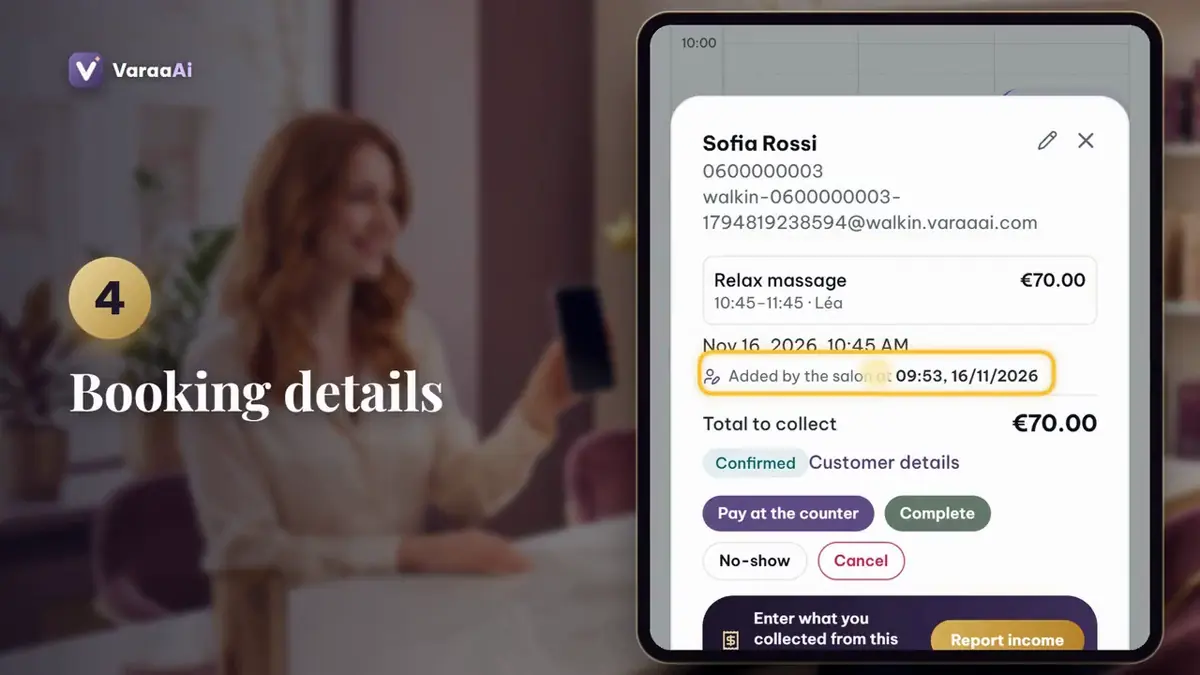 VaraaAi
4
Booking details
10:00
Sofia Rossi
0600000003
walkin-0600000003-
1794819238594@walkin.varaaai.com
Relax massage €70.00
10:45–11:45 · Léa
Nov 16, 2026, 10:45 AM
Added by the salon at 09:53, 16/11/2026
Total to collect €70.00
Confirmed Customer details
Pay at the counter Complete
No-show Cancel
Enter what you
collected from this
Report income